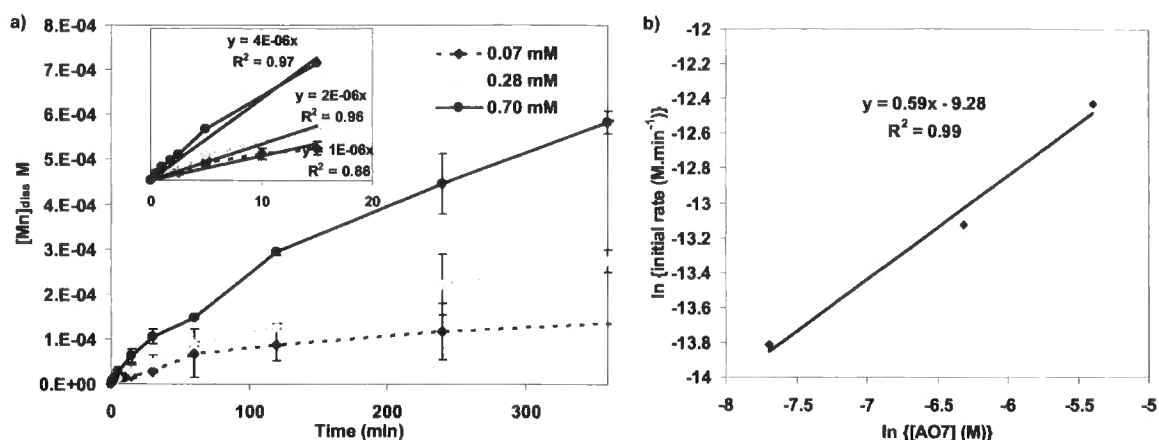 a)
8.E-04
7.E-04
6.E-04
5.E-04
4.E-04
3.E-04
2.E-04
1.E-04
0.E+00
[Mn]diss M
y = 4E-06x
R² = 0.97
y = 2E-06x
R² = 0.96
y = 1E-06x
R² = 0.86
0 10 20
0.07 mM
0.28 mM
0.70 mM
0 100 200 300
Time (min)
b)
-12
-12.2
-12.4
-12.6
-12.8
-13
-13.2
-13.4
-13.6
-13.8
-14
ln {initial rate (M.min⁻¹)}
y = 0.59x - 9.28
R² = 0.99
-8 -7.5 -7 -6.5 -6 -5.5 -5
ln {[AO7] (M)}